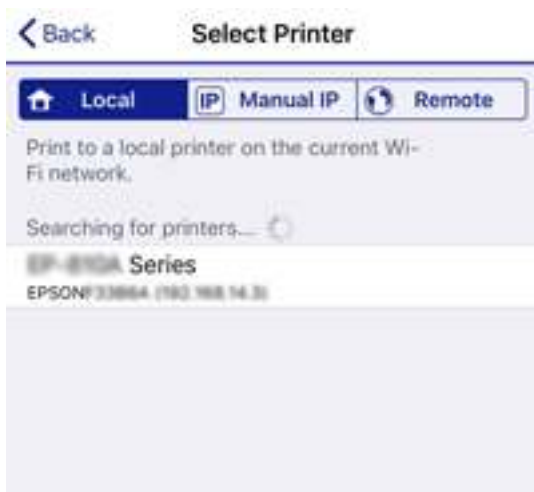 Back
Select Printer
Local
IP Manual IP
Remote
Print to a local printer on the current Wi-
Fi network.
Searching for printers...
Series
EPSON